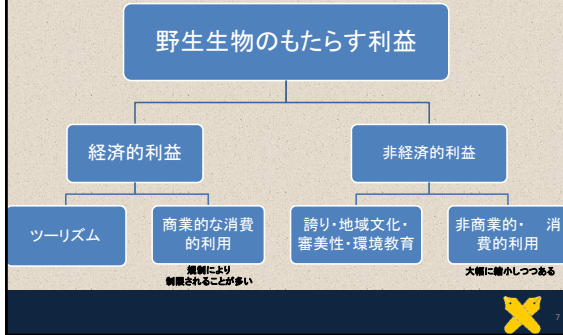 野生生物のもたらす利益
経済的利益
非経済的利益
ツーリズム
商業的な消費
的利用
誇り・地域文化・
審美性・環境教育
非商業的・　消
費的利用
規制により
制限されることが多い
大幅に縮小しつつある
7